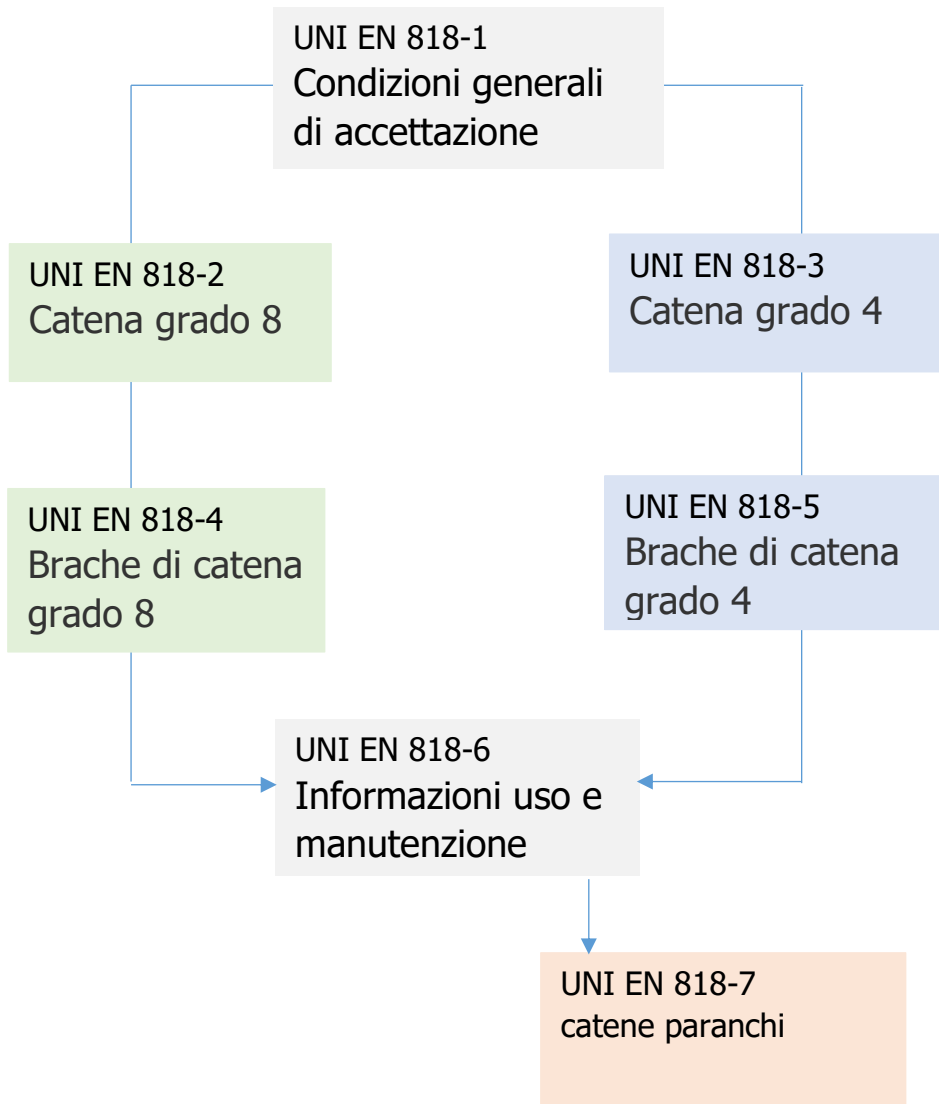 UNI EN 818-1
Condizioni generali
di accettazione
UNI EN 818-2
Catena grado 8
UNI EN 818-3
Catena grado 4
UNI EN 818-4
Brache di catena
grado 8
UNI EN 818-5
Brache di catena
grado 4
UNI EN 818-6
Informazioni uso e
manutenzione
UNI EN 818-7
catene paranchi